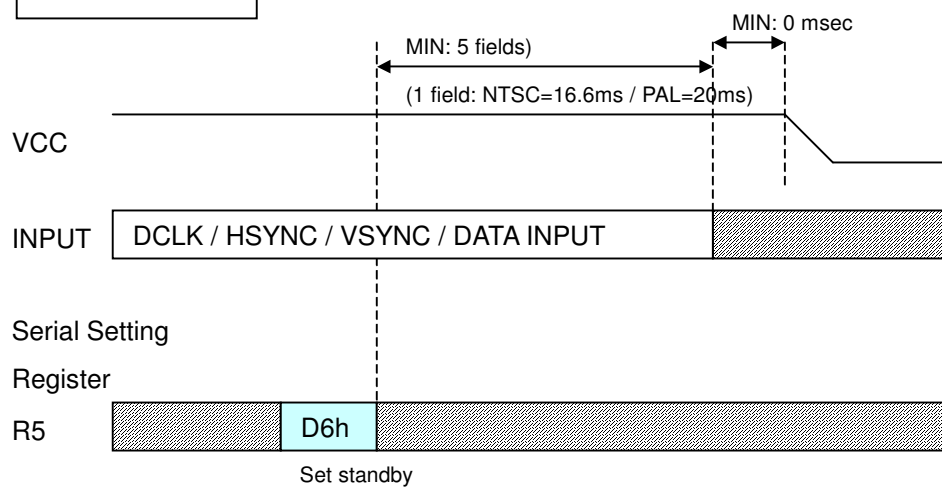 MIN: 0 msec
MIN: 5 fields)
(1 field: NTSC=16.6ms / PAL=20ms)
VCC
INPUT
DCLK / HSYNC / VSYNC / DATA INPUT
Serial Setting
Register
R5
D6h
Set standby